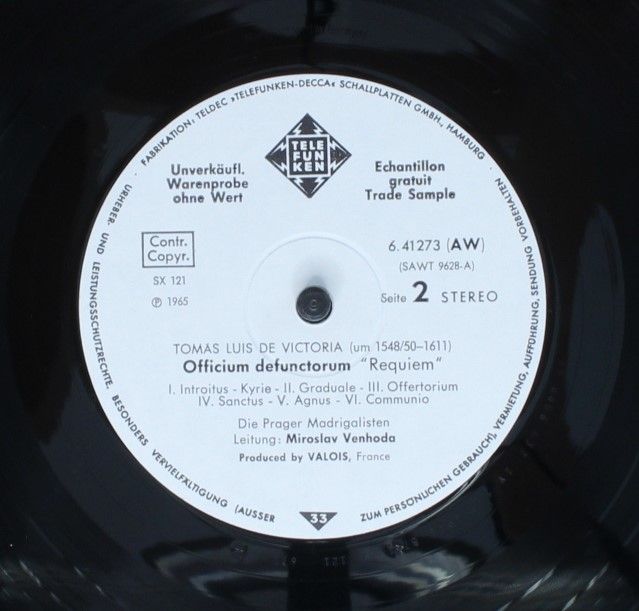 FABRIKATION: TELDEC »TELEFUNKEN-DECCA« SCHALLPLATTEN GMBH., HAMBURG
URHEBER- UND LEISTUNGSSCHUTZRECHTE. BESONDERS VERVIELFÄLTIGUNG (AUSSER
ZUM PERSÖNLICHEN GEBRAUCH), VERMIETUNG, AUFFÜHRUNG, SENDUNG VORBEHALTEN
TELE
FUN
KEN
Unverkäufl.
Warenprobe
ohne Wert
Echantillon
gratuit
Trade Sample
Contr.
Copyr.
SX 121
℗ 1965
6.41273 (AW)
(SAWT 9628-A)
Seite 2 STEREO
TOMAS LUIS DE VICTORIA (um 1548/50–1611)
Officium defunctorum "Requiem"
I. Introitus - Kyrie - II. Graduale - III. Offertorium
IV. Sanctus - V. Agnus - VI. Communio
Die Prager Madrigalisten
Leitung: Miroslav Venhoda
Produced by VALOIS, France
33